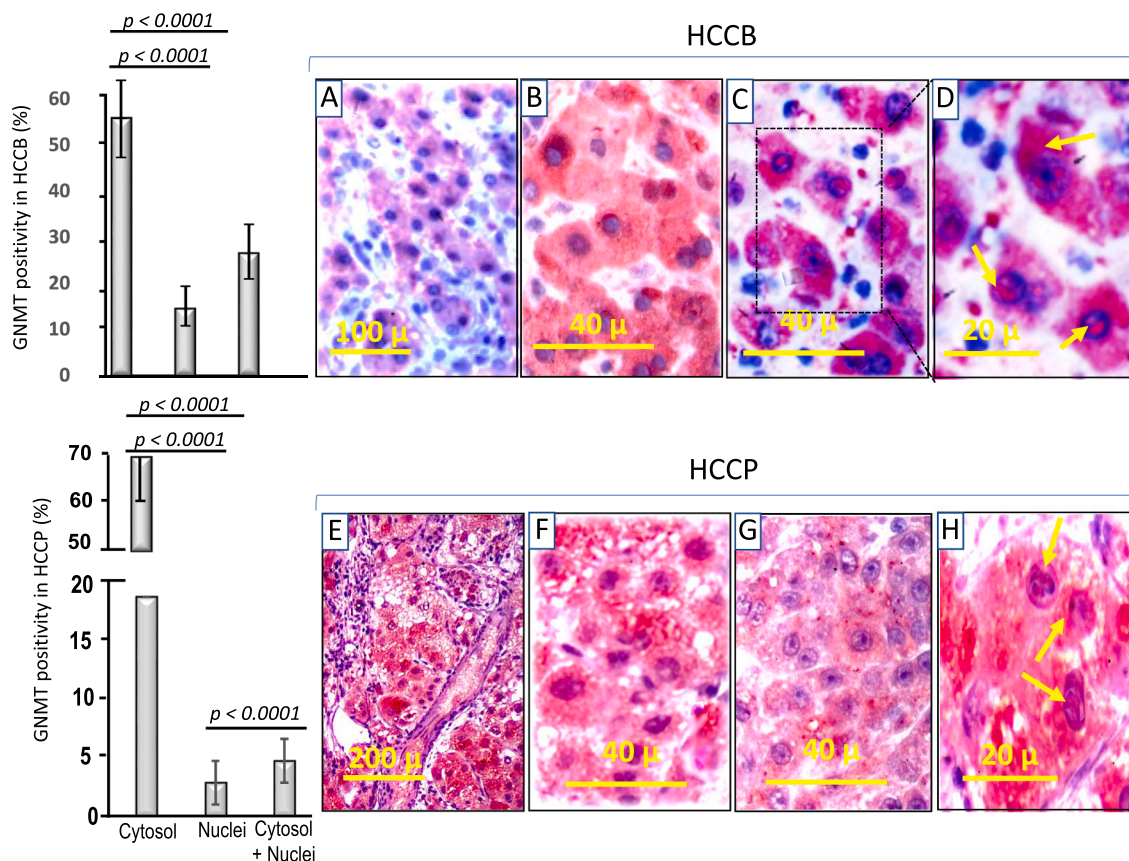 p < 0.0001
p < 0.0001
GNMT positivity in HCCB (%)
60
50
40
30
20
10
0
HCCB
A
B
C
D
100 µ
40 µ
40 µ
20 µ
p < 0.0001
p < 0.0001
GNMT positivity in HCCP (%)
70
60
50
20
15
10
5
0
p < 0.0001
Cytosol
Nuclei
Cytosol
+ Nuclei
HCCP
E
F
G
H
200 µ
40 µ
40 µ
20 µ